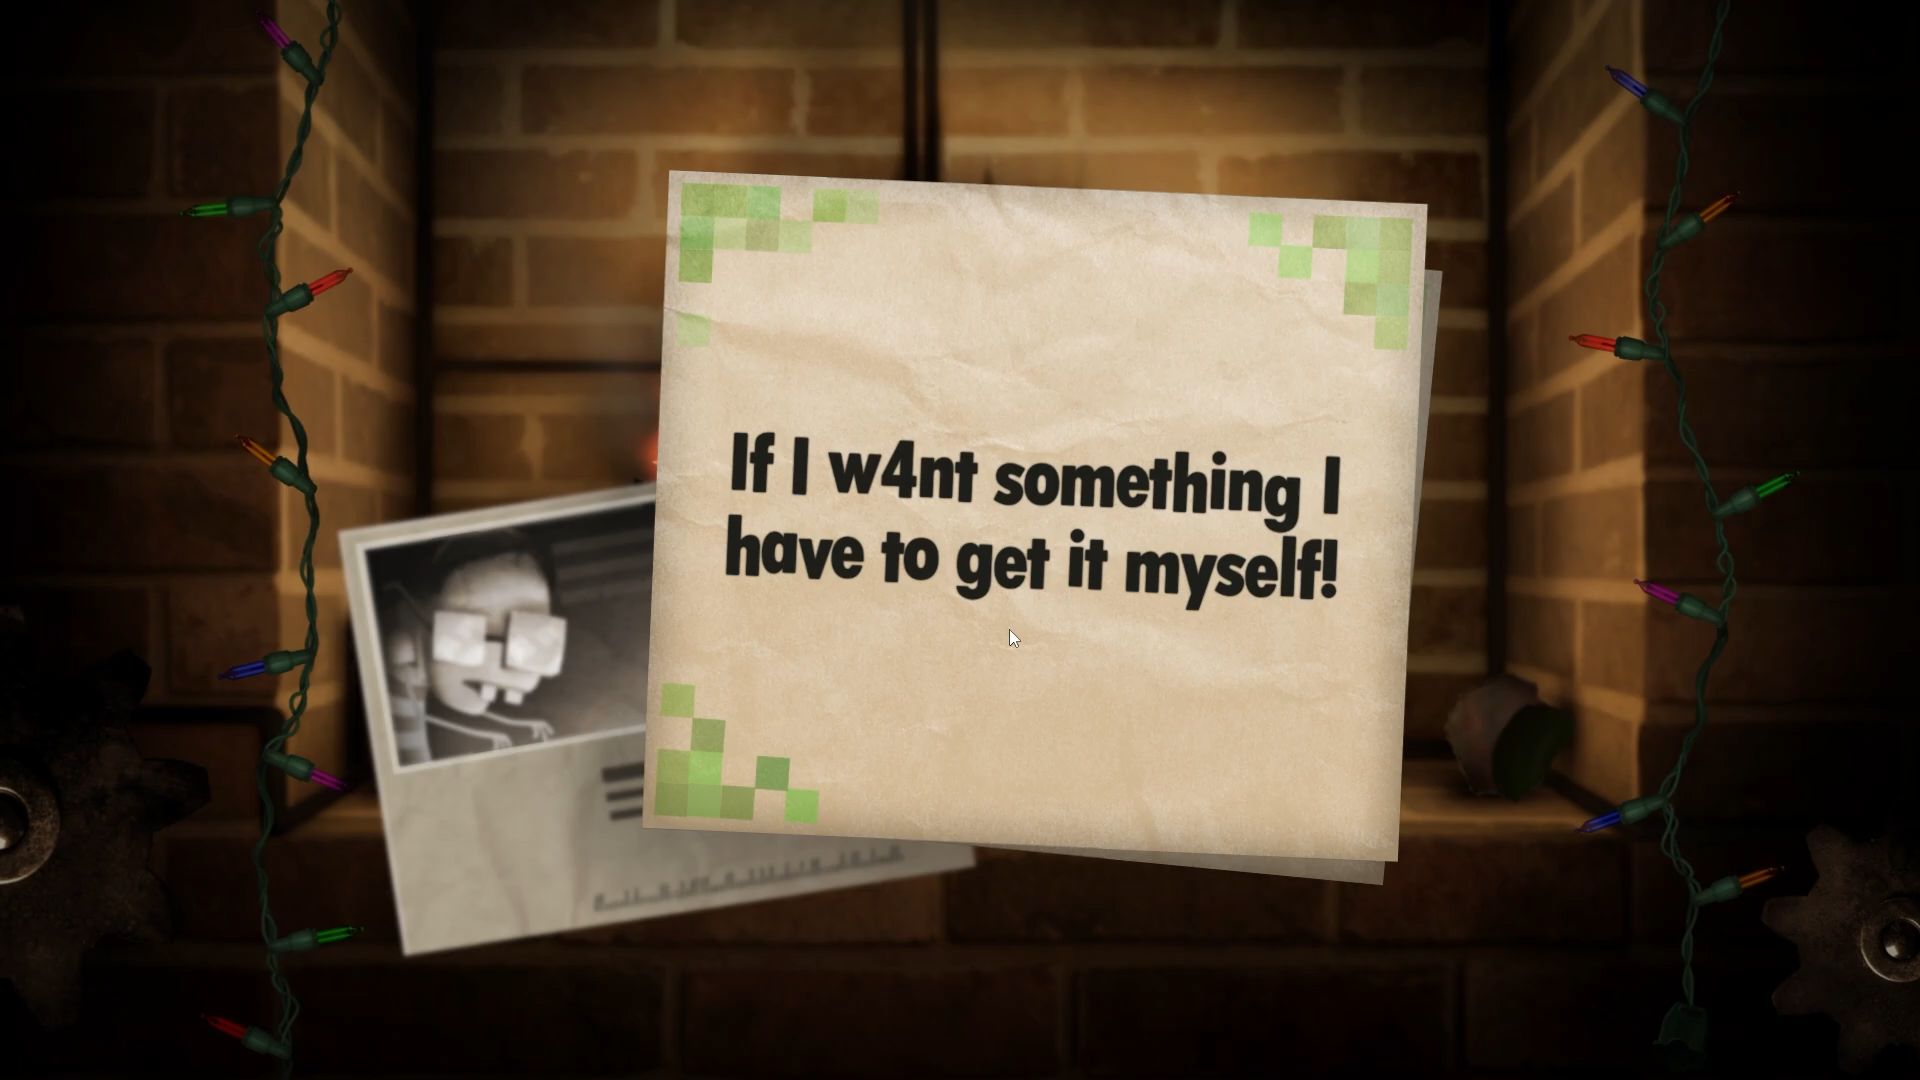 If I w4nt something I
have to get it myself!